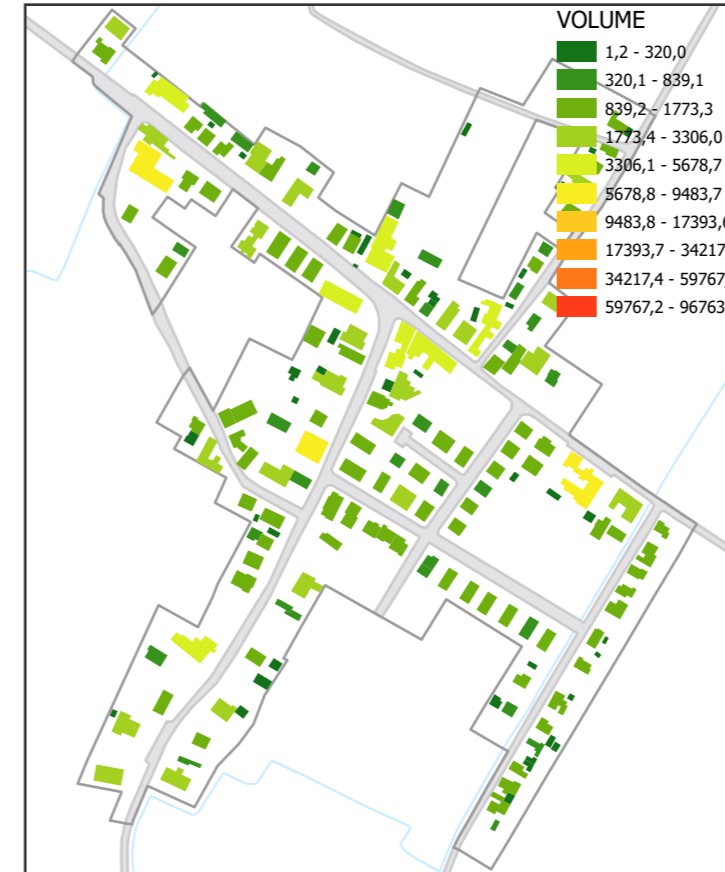 VOLUME
1,2 - 320,0
320,1 - 839,1
839,2 - 1773,3
1773,4 - 3306,0
3306,1 - 5678,7
5678,8 - 9483,7
9483,8 - 17393,6
17393,7 - 34217
34217,4 - 59767,
59767,2 - 96763